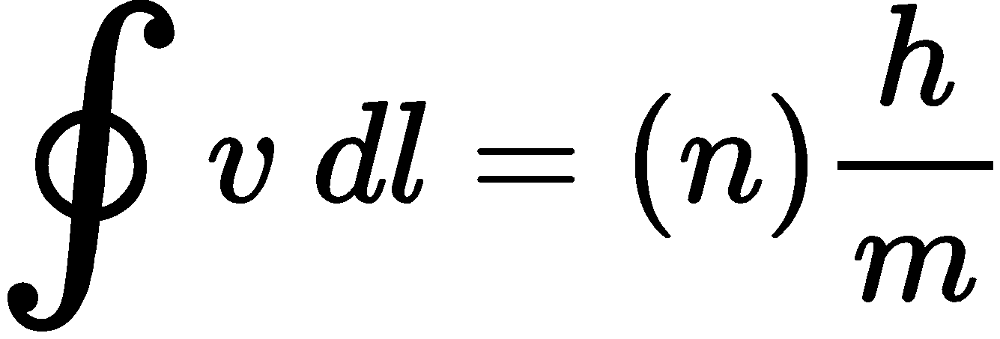 ∮ v dl = (n) h/m